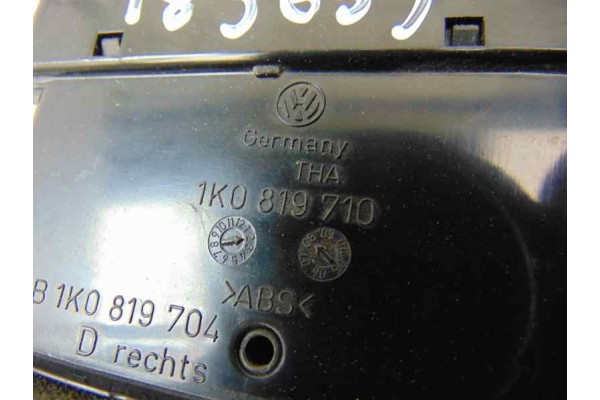 Germany
THA
1K0 819 710
>ABS<
B 1K0 819 704
D rechts